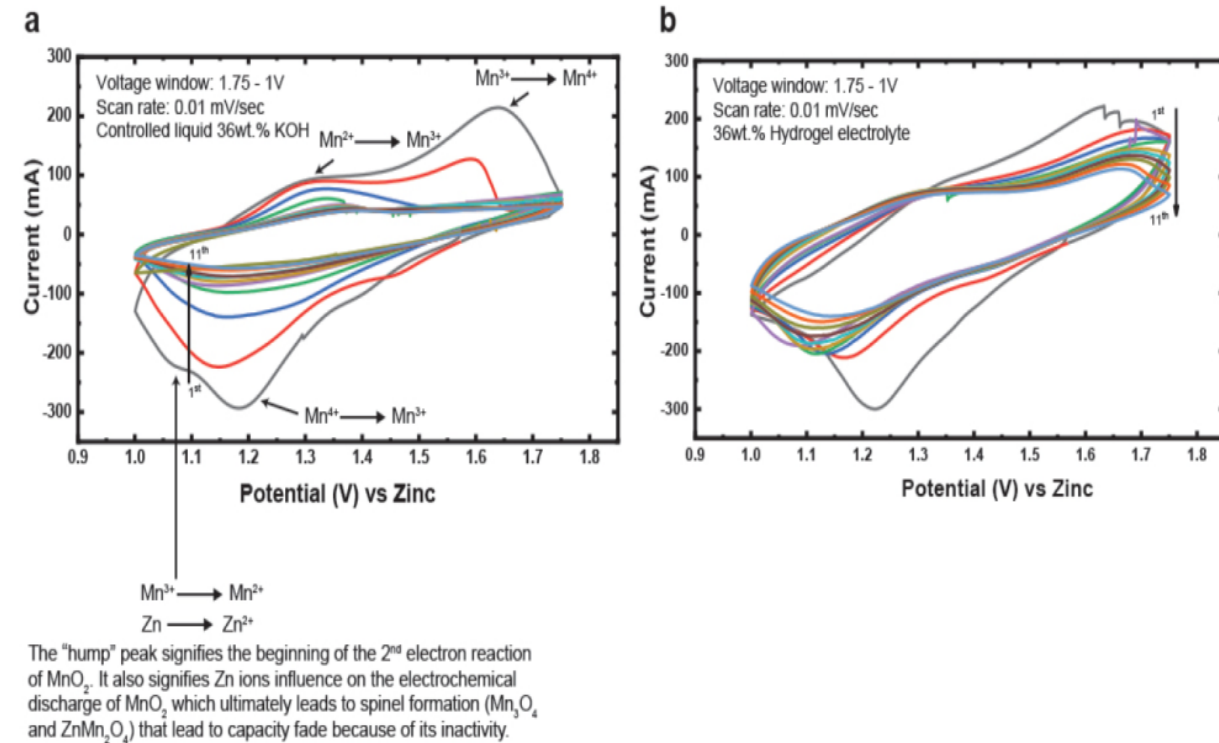 a
300
200
100
0
-100
-200
-300
Current (mA)
Voltage window: 1.75 - 1V
Scan rate: 0.01 mV/sec
Controlled liquid 36wt.% KOH
Mn³⁺ → Mn⁴⁺
Mn²⁺ → Mn³⁺
11ᵗʰ
1ˢᵗ
Mn⁴⁺ → Mn³⁺
0.9 1.0 1.1 1.2 1.3 1.4 1.5 1.6 1.7 1.8
Potential (V) vs Zinc
Mn³⁺ → Mn²⁺
Zn → Zn²⁺
The "hump" peak signifies the beginning of the 2ⁿᵈ electron reaction
of MnO₂. It also signifies Zn ions influence on the electrochemical
discharge of MnO₂ which ultimately leads to spinel formation (Mn₃O₄
and ZnMn₂O₄) that lead to capacity fade because of its inactivity.
b
300
200
100
0
-100
-200
-300
Current (mA)
Voltage window: 1.75 - 1V
Scan rate: 0.01 mV/sec
36wt.% Hydrogel electrolyte
1ˢᵗ
11ᵗʰ
0.9 1.0 1.1 1.2 1.3 1.4 1.5 1.6 1.7 1.8
Potential (V) vs Zinc